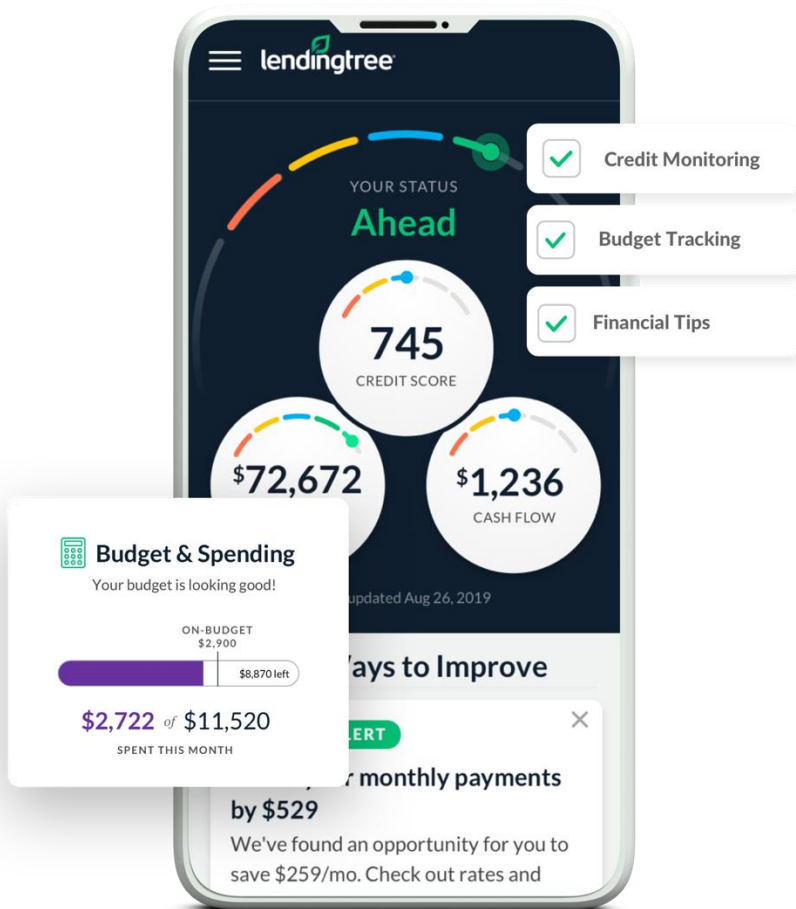 lendingtree
YOUR STATUS
Ahead
Credit Monitoring
Budget Tracking
Financial Tips
745
CREDIT SCORE
$72,672
$1,236
CASH FLOW
Budget & Spending
Your budget is looking good!
ON-BUDGET
$2,900
$8,870 left
$2,722 of $11,520
SPENT THIS MONTH
updated Aug 26, 2019
to Improve
monthly payments
by $529
We've found an opportunity for you to
save $259/mo. Check out rates and